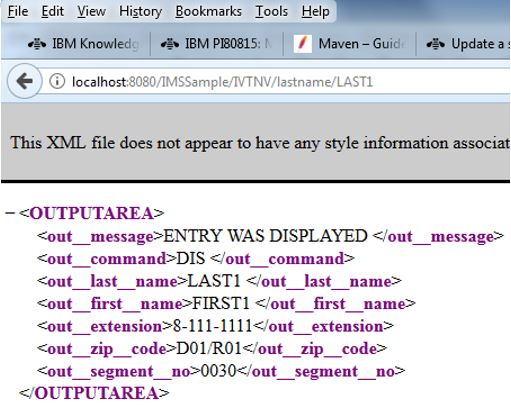 File Edit View History Bookmarks Tools Help
IBM Knowledg IBM PI80815: Maven – Guide Update a s
localhost:8080/IMSSample/IVTNV/lastname/LAST1
This XML file does not appear to have any style information associat
− <OUTPUTAREA>
<out__message>ENTRY WAS DISPLAYED </out__message>
<out__command>DIS </out__command>
<out__last__name>LAST1 </out__last__name>
<out__first__name>FIRST1 </out__first__name>
<out__extension>8-111-1111</out__extension>
<out__zip__code>D01/R01</out__zip__code>
<out__segment__no>0030</out__segment__no>
</OUTPUTAREA>